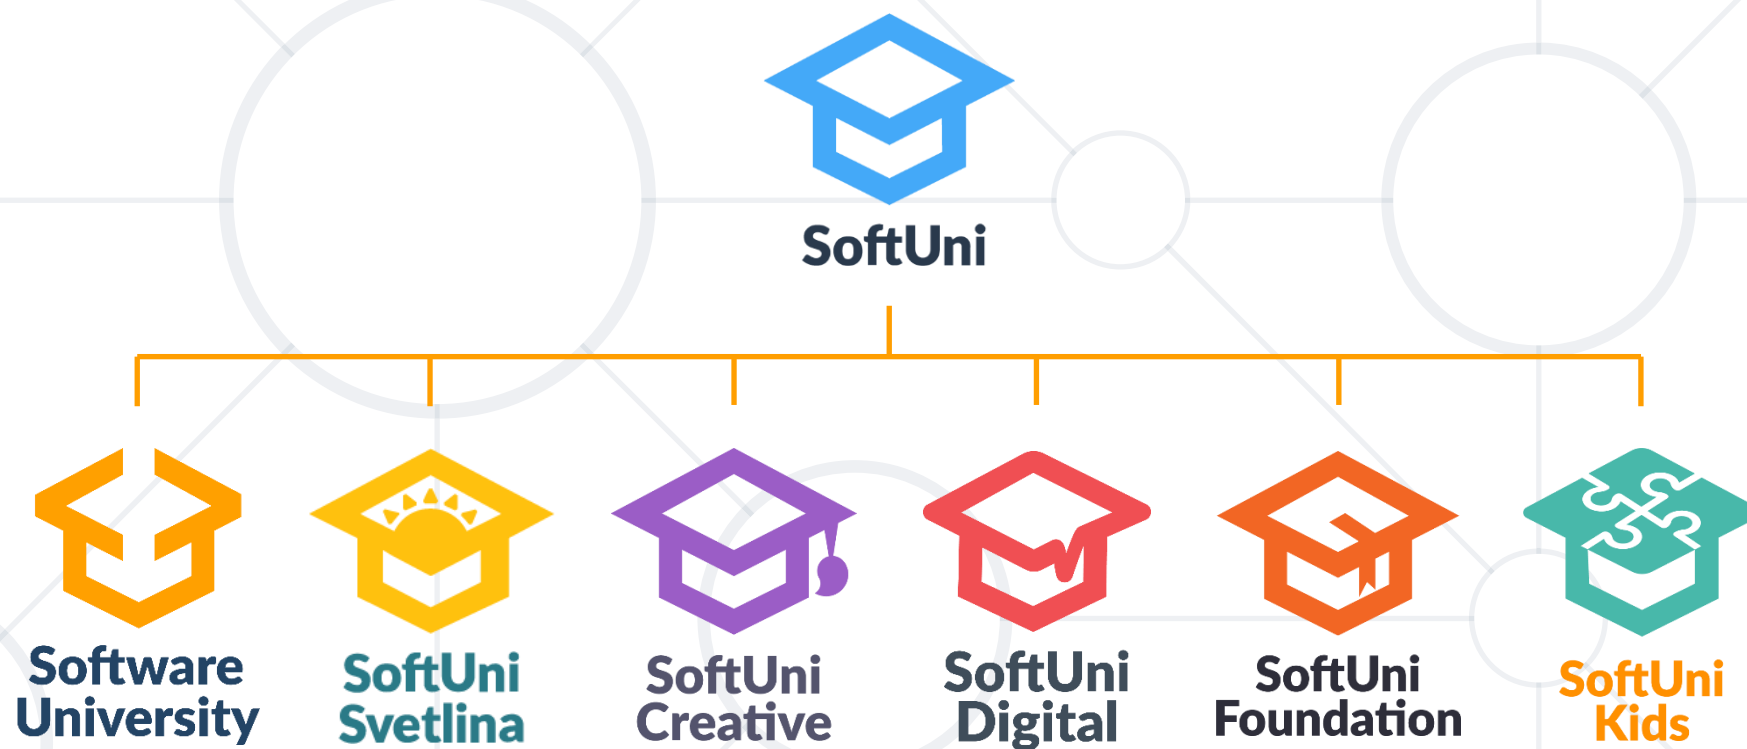 SoftUni
Software
University
SoftUni
Svetlina
SoftUni
Creative
SoftUni
Digital
SoftUni
Foundation
SoftUni
Kids